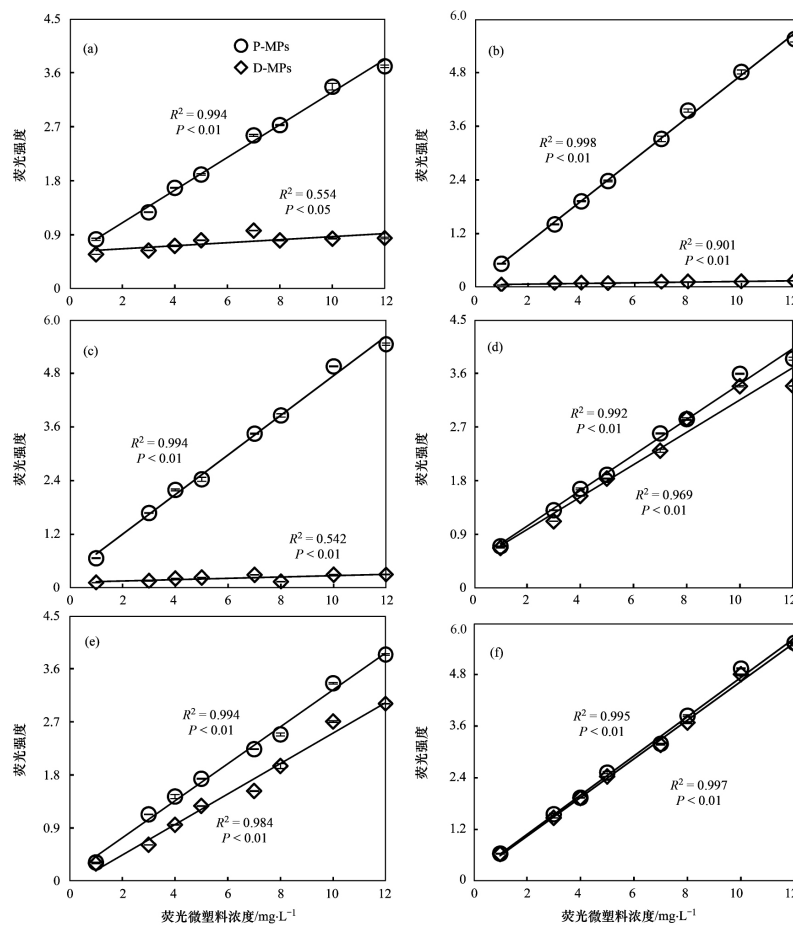 4.5
3.6
2.7
1.8
0.9
0
荧光强度
(a)
P-MPs
D-MPs
R² = 0.994
P < 0.01
R² = 0.554
P < 0.05
0 2 4 6 8 10 12
6.0
4.8
3.6
2.4
1.2
0
荧光强度
(b)
R² = 0.998
P < 0.01
R² = 0.901
P < 0.01
0 2 4 6 8 10 12
6.0
4.8
3.6
2.4
1.2
0
荧光强度
(c)
R² = 0.994
P < 0.01
R² = 0.542
P < 0.01
0 2 4 6 8 10 12
4.5
3.6
2.7
1.8
0.9
0
荧光强度
(d)
R² = 0.992
P < 0.01
R² = 0.969
P < 0.01
0 2 4 6 8 10 12
4.5
3.6
2.7
1.8
0.9
0
荧光强度
(e)
R² = 0.994
P < 0.01
R² = 0.984
P < 0.01
0 2 4 6 8 10 12
荧光微塑料浓度/mg·L⁻¹
6.0
4.8
3.6
2.4
1.2
0
荧光强度
(f)
R² = 0.995
P < 0.01
R² = 0.997
P < 0.01
0 2 4 6 8 10 12
荧光微塑料浓度/mg·L⁻¹